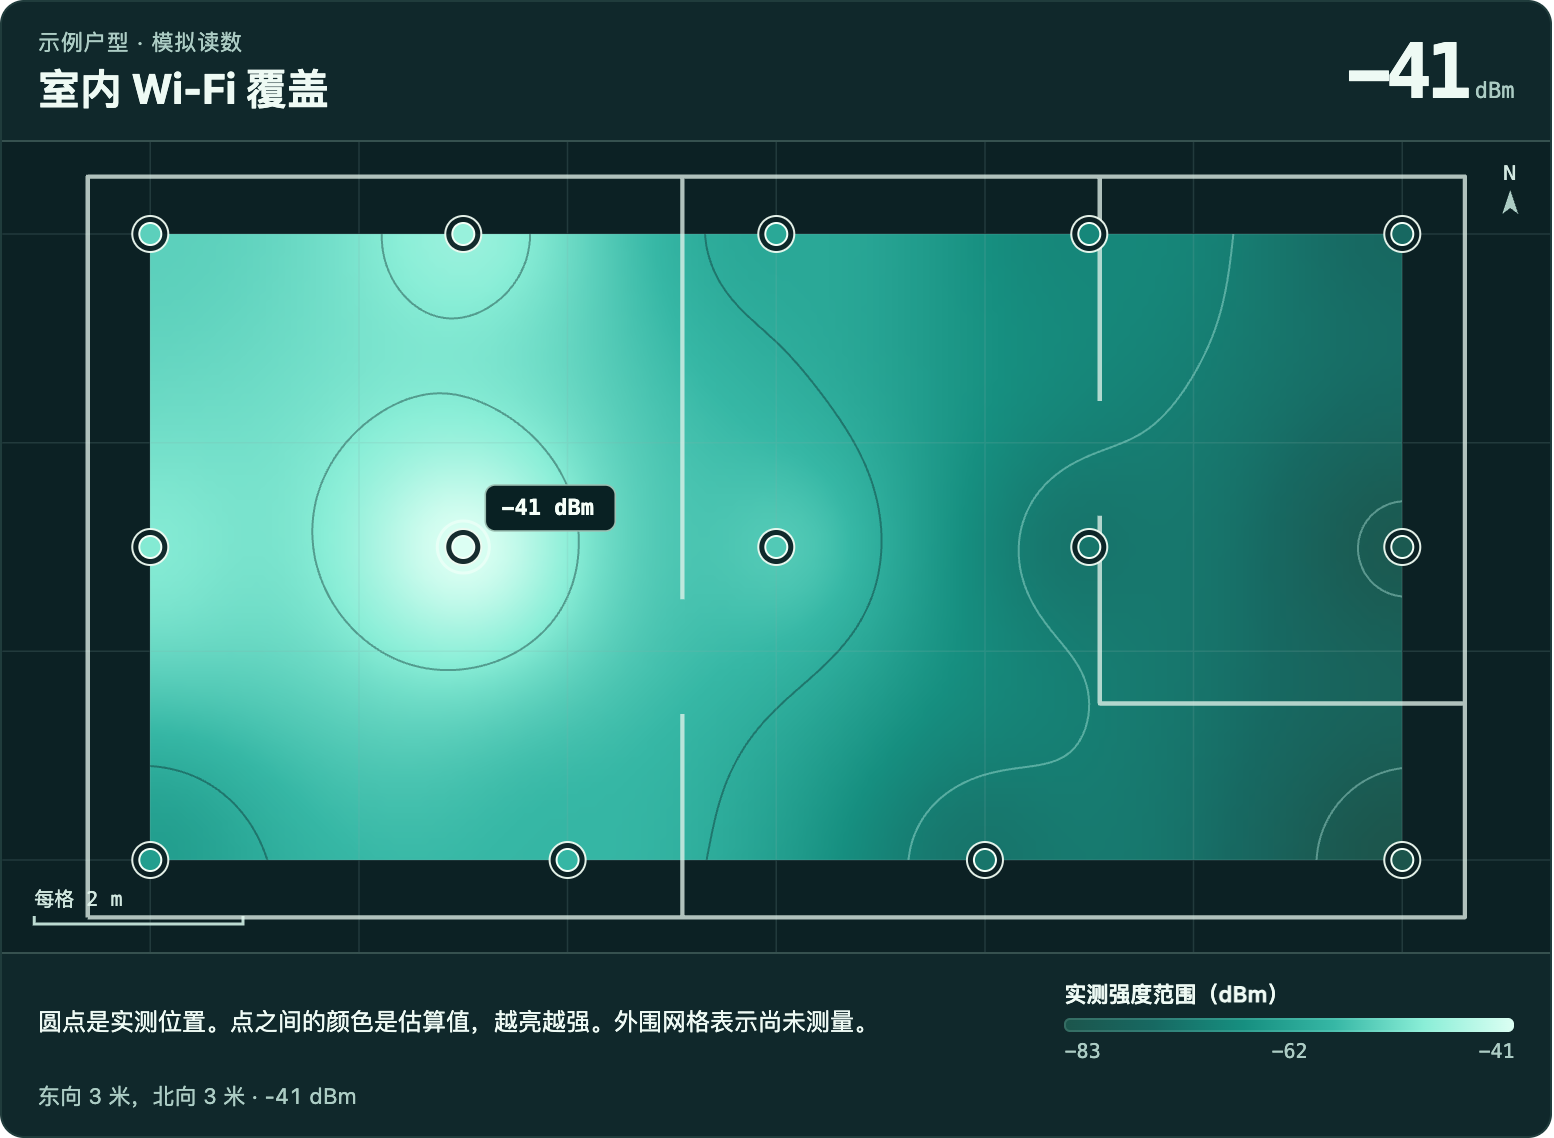 示例户型 · 模拟读数
室内 Wi-Fi 覆盖
−41 dBm
N
−41 dBm
每格 2 m
圆点是实测位置。点之间的颜色是估算值，越亮越强。外围网格表示尚未测量。
实测强度范围（dBm）
−83 −62 −41
东向 3 米，北向 3 米 · -41 dBm